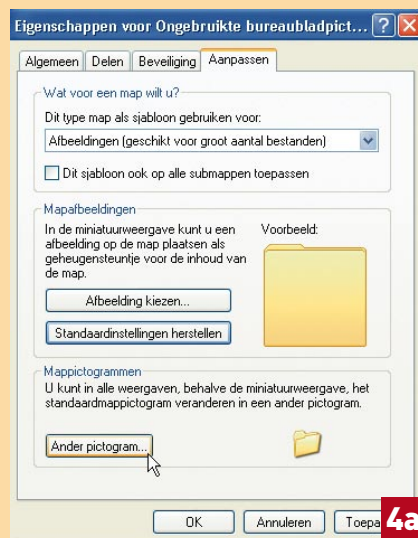 Eigenschappen voor Ongebruikte bureaubladpict...
Algemeen Delen Beveiliging Aanpassen
Wat voor een map wilt u?
Dit type map als sjabloon gebruiken voor:
Afbeeldingen (geschikt voor groot aantal bestanden)
Dit sjabloon ook op alle submappen toepassen
Mapafbeeldingen
In de miniatuurweergave kunt u een
afbeelding op de map plaatsen als
geheugensteuntje voor de inhoud van
de map.
Voorbeeld:
Afbeelding kiezen...
Standaardinstellingen herstellen
Mappictogrammen
U kunt in alle weergaven, behalve de miniatuurweergave, het
standaardmappictogram veranderen in een ander pictogram.
Ander pictogram...
OK Annuleren Toepa
4a